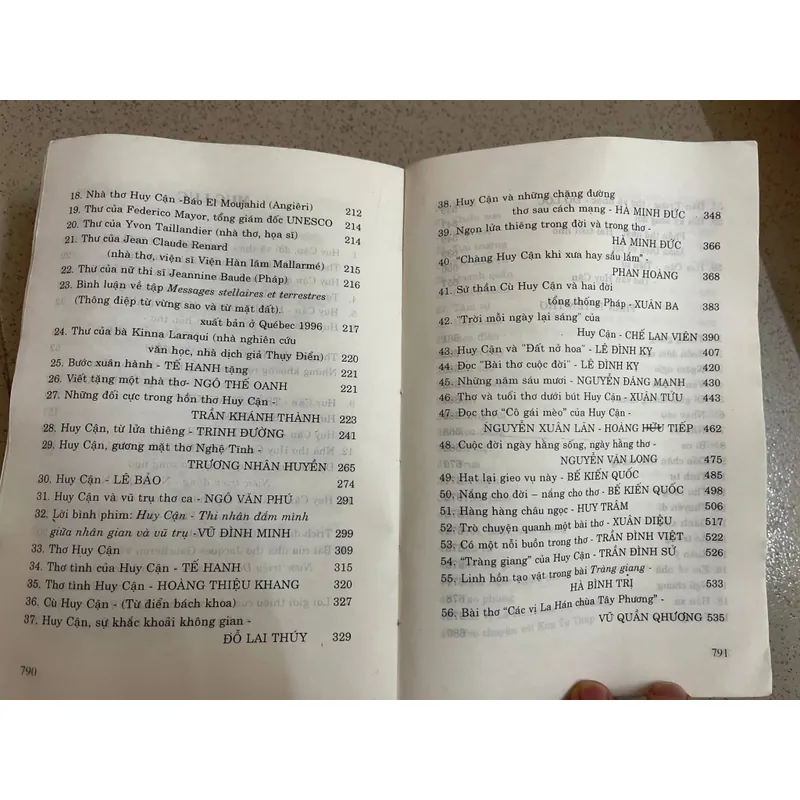 18. Nhà thơ Huy Cận -Báo El Moujahid (Angiêri) 212
19. Thư của Federico Mayor, tổng giám đốc UNESCO 214
20. Thư của Yvon Taillandier (nhà thơ, họa sĩ) 214
21. Thư của Jean Claude Renard
(nhà thơ, viện sĩ Viện Hàn lâm Mallarmé) 215
22. Thư của nữ thi sĩ Jeannine Baude (Pháp) 216
23. Bình luận về tập Messages stellaires et terrestres
(Thông điệp từ vừng sao và từ mặt đất).
xuất bản ở Québec 1996 217
24. Thư của bà Kinna Laraqui (nhà nghiên cứu
văn học, nhà dịch giả Thụy Điển) 220
25. Bước xuân hành - TẾ HANH tặng 221
26. Viết tặng một nhà thơ- NGÔ THẾ OANH 221
27. Những đối cực trong hồn thơ Huy Cận -
TRẦN KHÁNH THÀNH 223
28. Huy Cận, từ lửa thiêng - TRINH ĐƯỜNG 241
29. Huy Cận, gương mặt thơ Nghệ Tĩnh -
TRƯƠNG NHÂN HUYỀN 265
30. Huy Cận - LÊ BẢO 274
31. Huy Cận và vũ trụ thơ ca - NGÔ VĂN PHÚ 291
32. Lời bình phim: Huy Cận - Thi nhân đắm mình
giữa nhân gian và vũ trụ -VŨ ĐÌNH MINH 299
33. Thơ Huy Cận 309
34. Thơ tình của Huy Cận - TẾ HANH 315
35. Thơ tình Huy Cận - HOÀNG THIỆU KHANG 320
36. Cù Huy Cận - (Từ điển bách khoa) 327
37. Huy Cận, sự khắc khoải không gian -
ĐỖ LAI THÚY 329
790
38. Huy Cận và những chặng đường
thơ sau cách mạng - HÀ MINH ĐỨC 348
39. Ngọn lửa thiêng trong đời và trong thơ -
HÀ MINH ĐỨC 366
40. "Chàng Huy Cận khi xưa hay sầu lắm" -
PHAN HOÀNG 368
41. Sứ thần Cù Huy Cận và hai đời
tổng thống Pháp - XUÂN BA 383
42. "Trời mỗi ngày lại sáng" của
Huy Cận - CHẾ LAN VIÊN 390
43. Huy Cận và "Đất nở hoa" - LÊ ĐÌNH KỴ 407
44. Đọc "Bài thơ cuộc đời" - LÊ ĐÌNH KỴ 430
45. Những năm sáu mươi - NGUYỄN ĐĂNG MẠNH 440
46. Thơ và tuổi thơ dưới bút Huy Cận- XUÂN TỬU 443
47. Đọc thơ "Cô gái mèo" của Huy Cận -
NGUYỄN XUÂN LÂN - HOÀNG HỮU TIẾP 462
48. Cuộc đời ngày hằng sống, ngày hằng thơ -
NGUYỄN VĂN LONG 475
49. Hạt lại gieo vụ này - BẾ KIẾN QUỐC 485
50. Nắng cho đời – nắng cho thơ - BẾ KIẾN QUỐC 498
51. Hàng hàng châu ngọc - HUY TRÂM 506
52. Trò chuyện quanh một bài thơ - XUÂN DIỆU 517
53. Có một nỗi buồn trong thơ - TRẦN ĐÌNH VIỆT 522
54. "Tràng giang" của Huy Cận - TRẦN ĐÌNH SỬ 526
55. Linh hồn tạo vật trong bài Tràng giang -
HÀ BÌNH TRỊ 533
56. Bài thơ "Các vị La Hán chùa Tây Phương" -
VŨ QUẦN QHƯƠNG 535
791